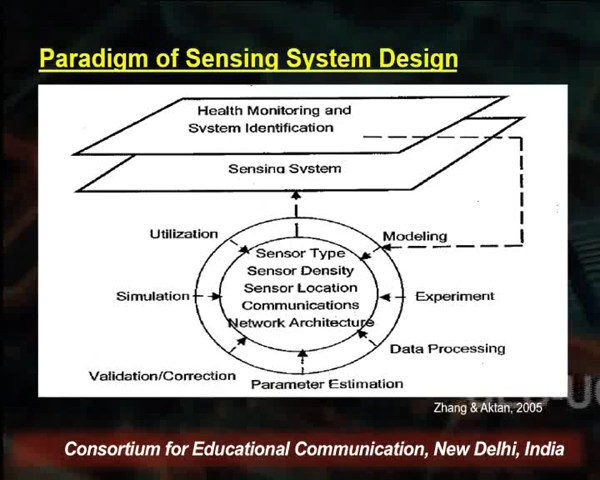 Paradigm of Sensing System Design
Health Monitoring and
System Identification
Sensing System
Utilization
Modeling
Sensor Type
Sensor Density
Sensor Location
Communications
Network Architecture
Simulation
Experiment
Data Processing
Validation/Correction
Parameter Estimation
Zhang & Aktan, 2005
Consortium for Educational Communication, New Delhi, India